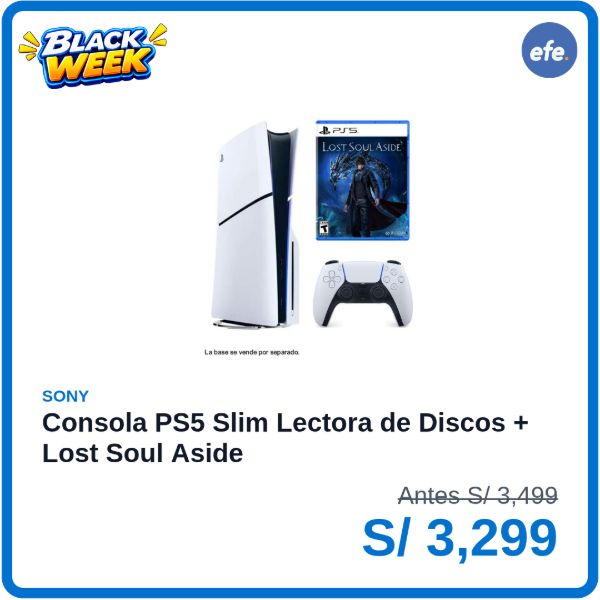 BLACK
WEEK
efe.
PS5
LOST SOUL ASIDE
La base se vende por separado.
SONY
Consola PS5 Slim Lectora de Discos +
Lost Soul Aside
Antes S/ 3,499
S/ 3,299